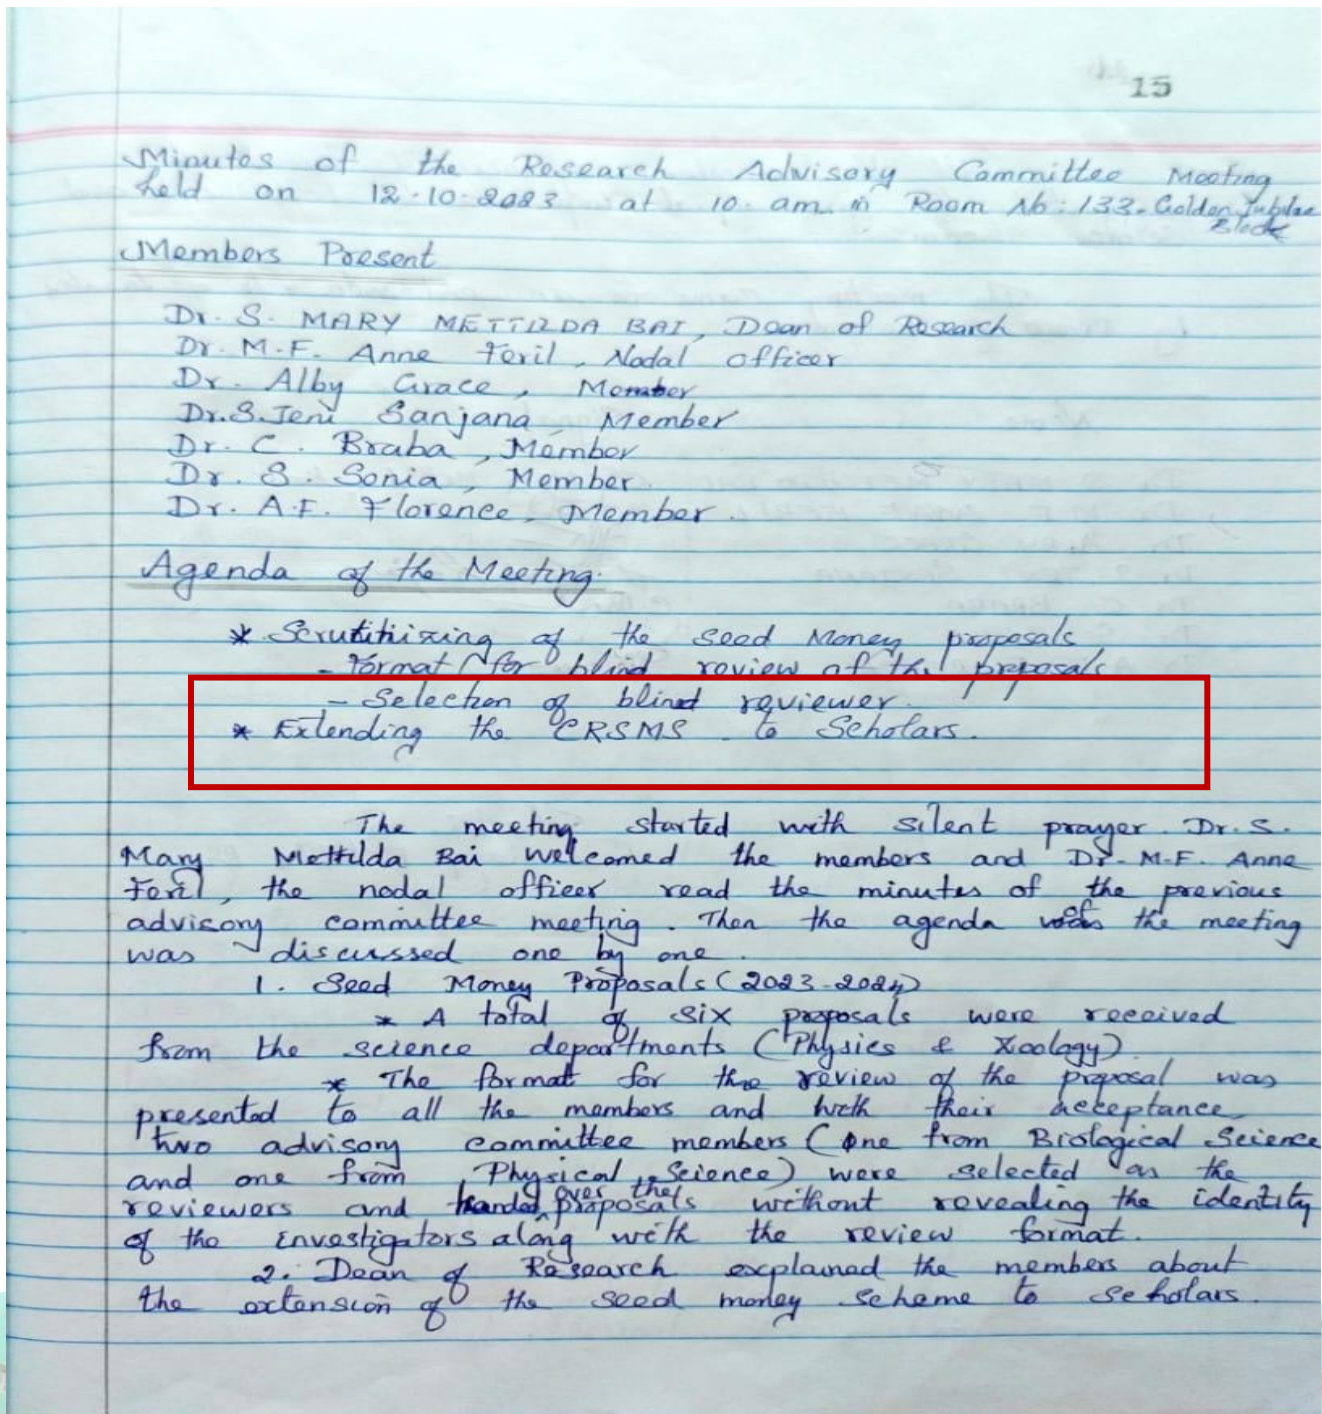 15
Minutes of the Research Advisory Committee Meeting
held on 12.10.2023 at 10 am in Room No: 133. Golden Jubilee
Block
Members Present
Dr. S. MARY METTILDA BAI, Dean of Research
Dr. M.F. Anne Feril, Nodal officer
Dr. Alby Grace, Member
Dr.S.Jeni Sanjana, Member
Dr. C. Braba, Member
Dr. S. Sonia, Member.
Dr. A.F. Florence, Member.
Agenda of the Meeting.
* Scrutitinizing of the seed Money proposals
- Format for blind review of the proposals
- Selection of blind reviewer.
* Extending the CRSMS to Scholars.
The meeting started with silent prayer. Dr. S.
Mary Mettilda Bai welcomed the members and Dr. M.F. Anne
Feril, the nodal officer read the minutes of the previous
advisory committee meeting. Then the agenda of the meeting
was discussed one by one.
1. Seed Money Proposals (2023-2024)
* A total of six proposals were received
from the science departments (Physics & Zoology)
* The format for the review of the proposal was
presented to all the members and with their acceptance
two advisory committee members (One from Biological Science
and one from Physical Science) were selected as the
reviewers and handed over the proposals without revealing the identity
of the investigators along with the review format.
2. Dean of Research explained the members about
the extension of the seed money scheme to scholars.